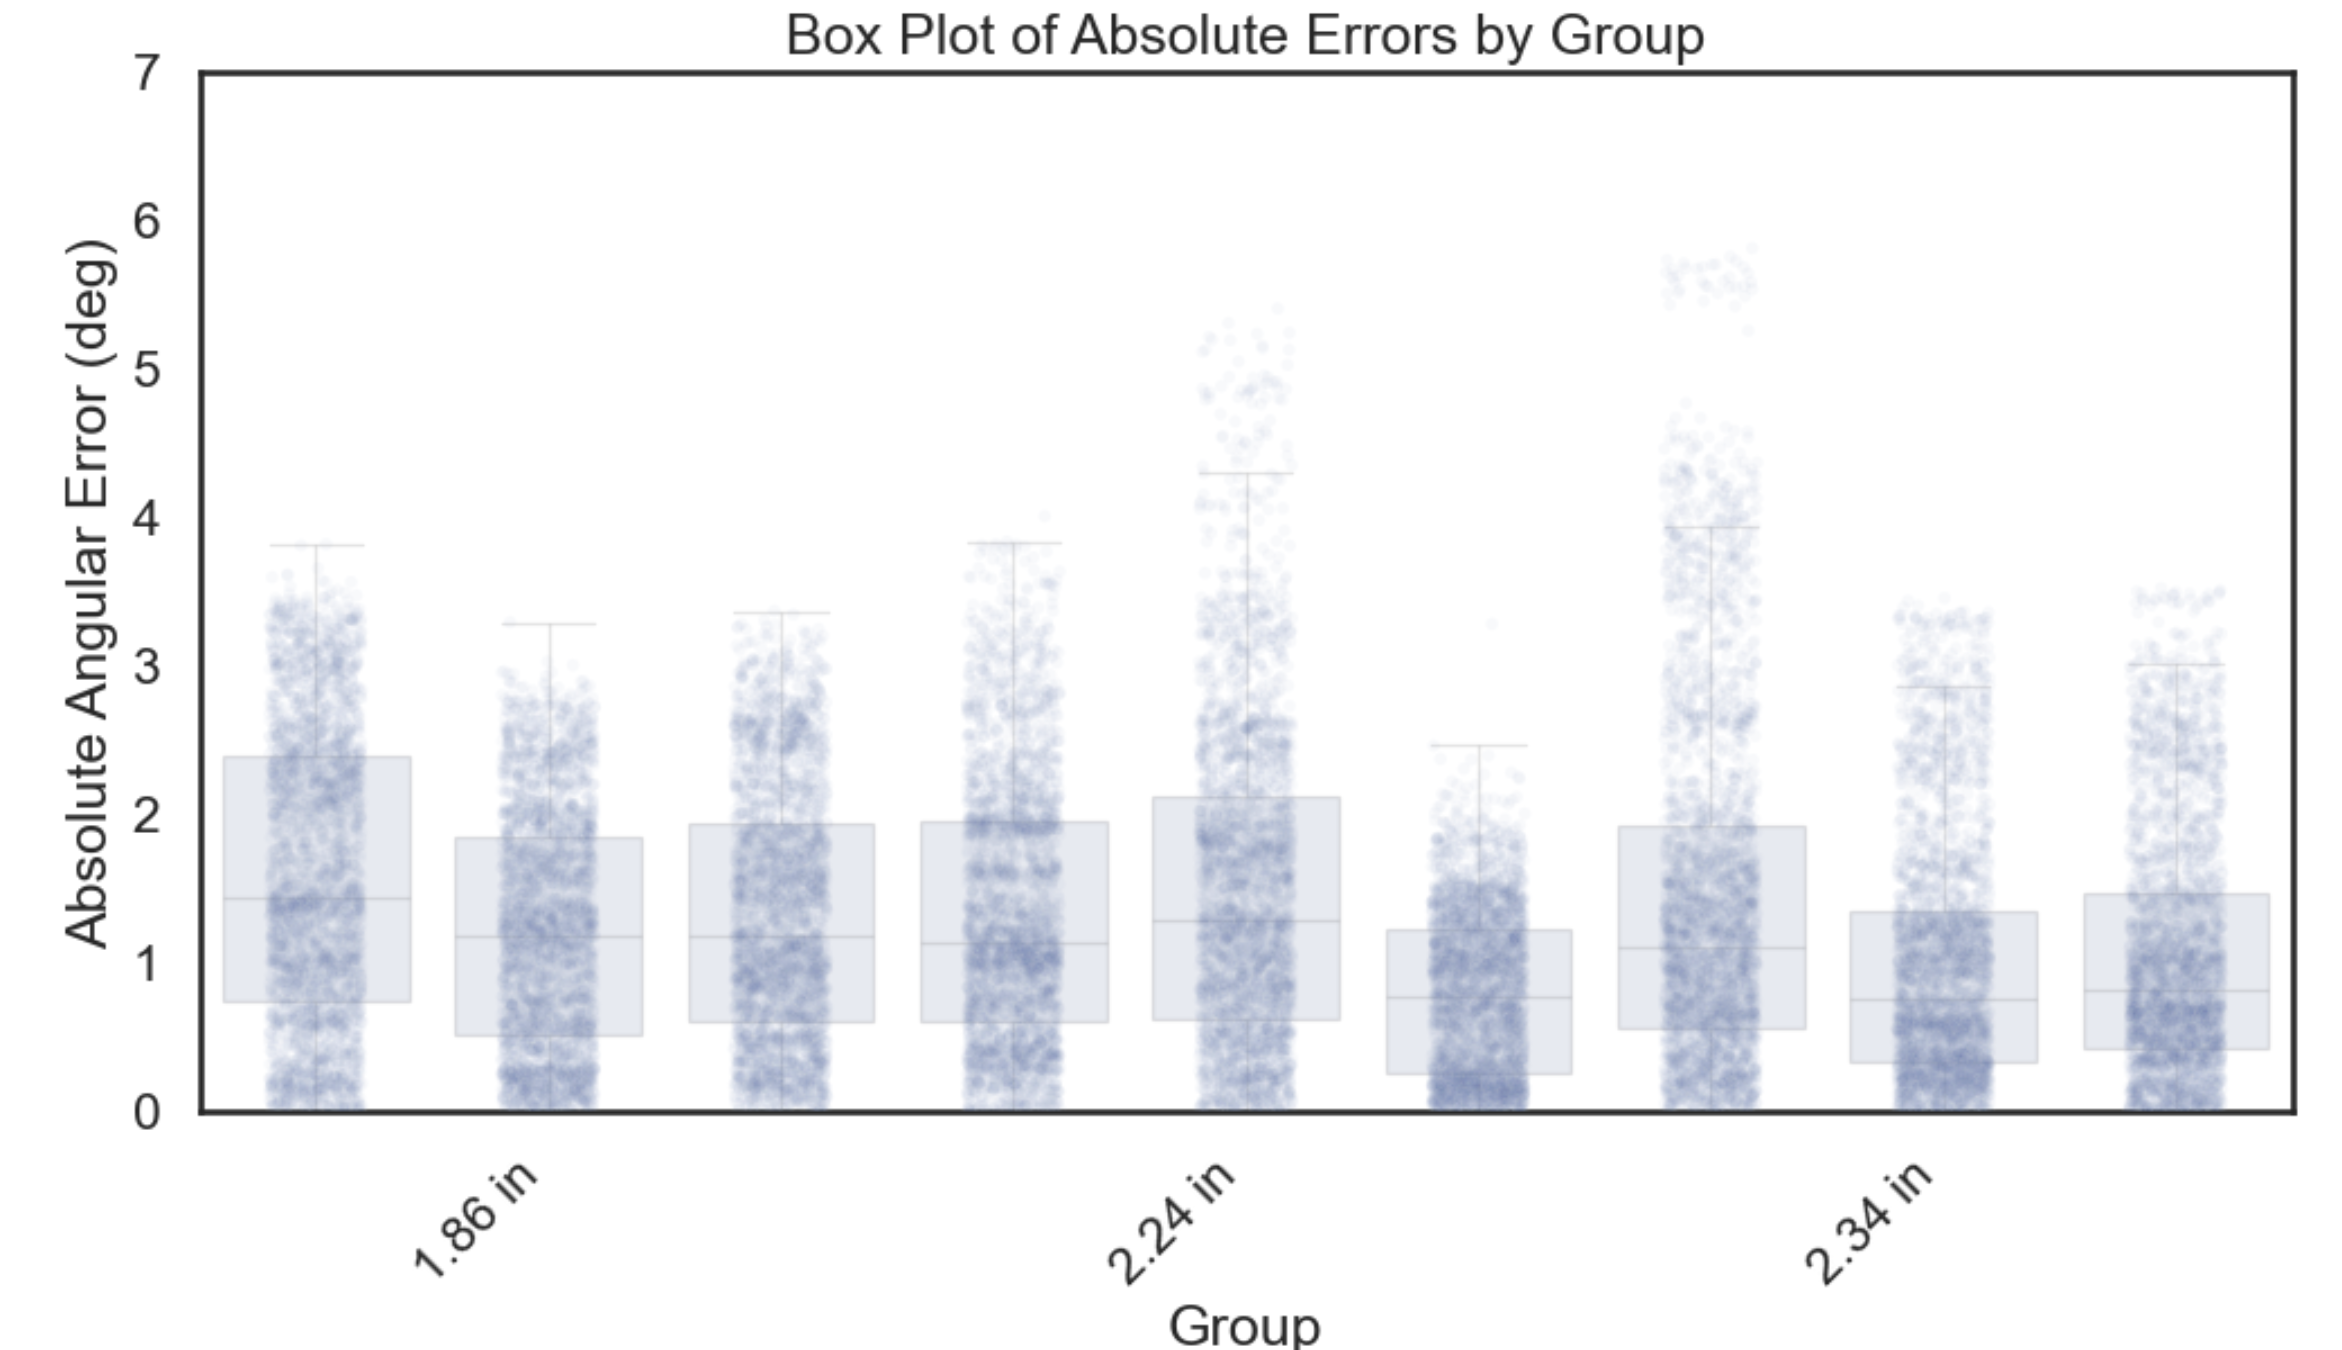 Box Plot of Absolute Errors by Group
Absolute Angular Error (deg)
7
6
5
4
3
2
1
0
1.86 in
2.24 in
2.34 in
Group